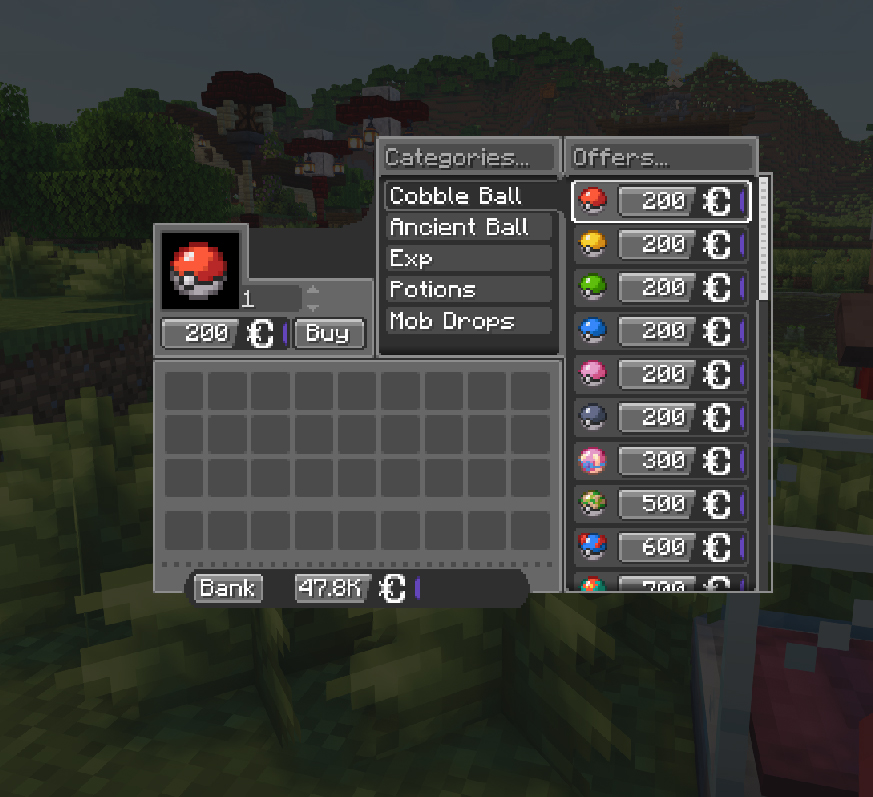 Categories...
Offers...
Cobble Ball
Ancient Ball
Exp
Potions
Mob Drops
1
200 €
Buy
200 €
200 €
200 €
200 €
200 €
200 €
300 €
500 €
600 €
700 €
Bank
47.8K €